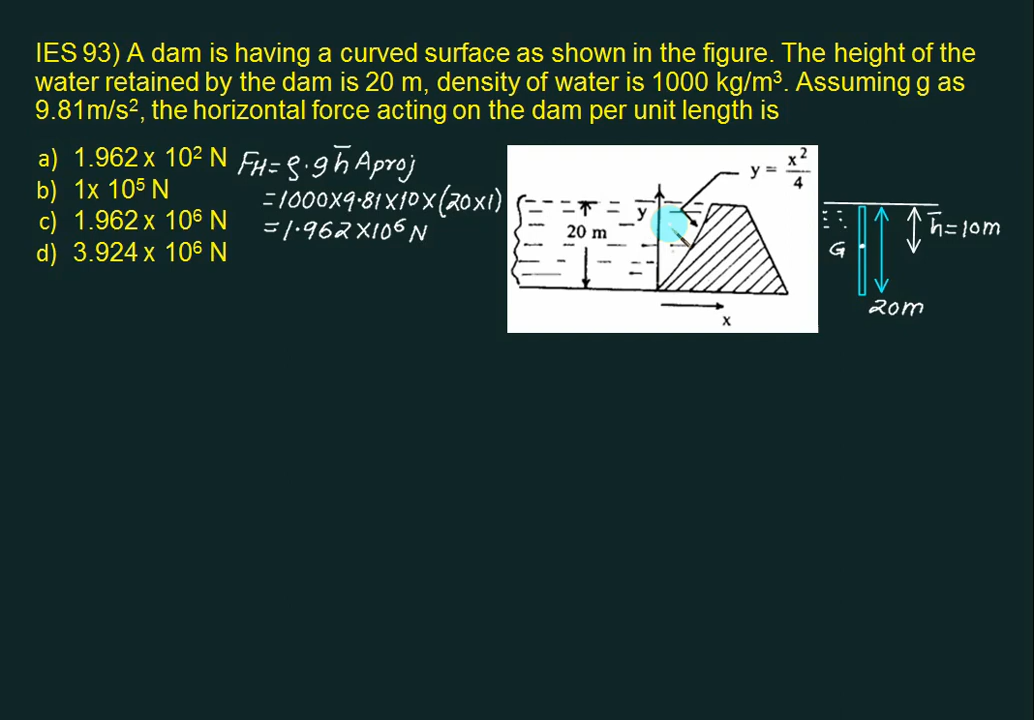 IES 93) A dam is having a curved surface as shown in the figure. The height of the
water retained by the dam is 20 m, density of water is 1000 kg/m³. Assuming g as
9.81m/s², the horizontal force acting on the dam per unit length is
a) 1.962 x 10² N
b) 1x 10⁵ N
c) 1.962 x 10⁶ N
d) 3.924 x 10⁶ N
FH=ρ.g h̄ Aproj
=1000×9.81×10×(20×1)
=1.962×10⁶ N
y = x²/4
y
20 m
x
G
h̄=10m
20m